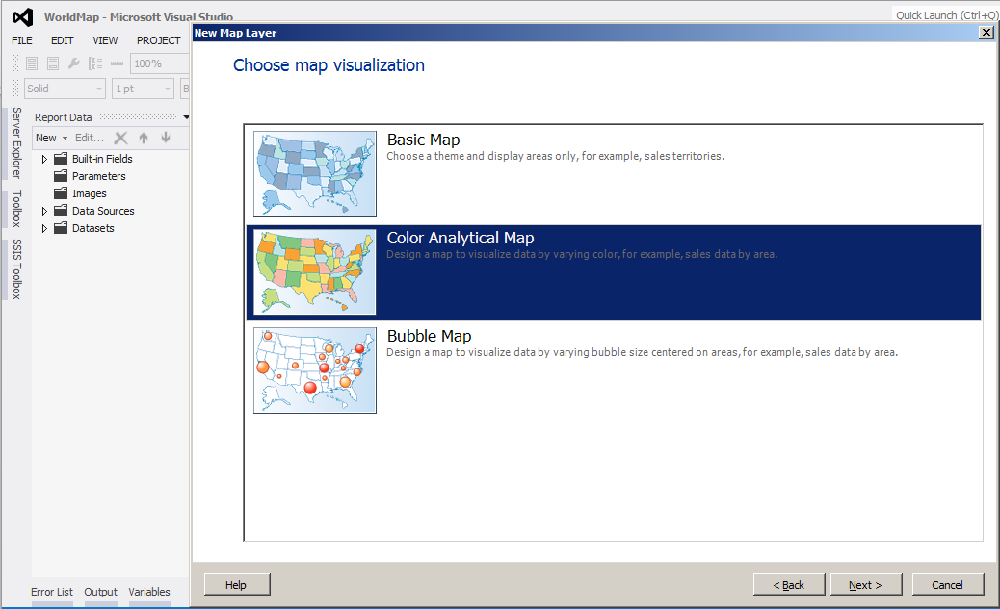 WorldMap - Microsoft Visual Studio
Quick Launch (Ctrl+Q)
FILE EDIT VIEW PROJECT
100%
Solid 1 pt B
Server Explorer
Toolbox
SSIS Toolbox
Report Data
New Edit...
Built-in Fields
Parameters
Images
Data Sources
Datasets
Error List Output Variables
New Map Layer
Choose map visualization
Basic Map
Choose a theme and display areas only, for example, sales territories.
Color Analytical Map
Design a map to visualize data by varying color, for example, sales data by area.
Bubble Map
Design a map to visualize data by varying bubble size centered on areas, for example, sales data by area.
Help < Back Next > Cancel